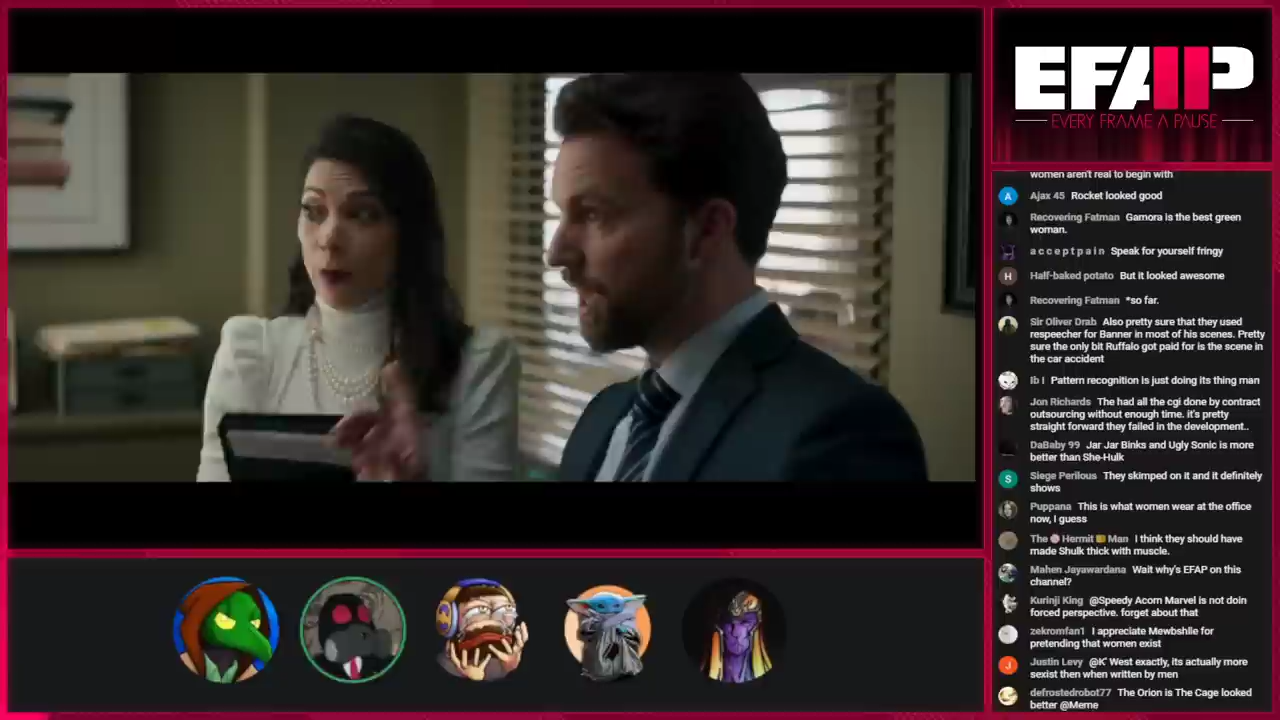 EFAP
EVERY FRAME A PAUSE
women aren't real to begin with
A Ajax 45 Rocket looked good
Recovering Fatman Gamora is the best green
woman.
a c c e p t p a i n Speak for yourself fringy
H Half-baked potato But it looked awesome
Recovering Fatman *so far.
Sir Oliver Drab Also pretty sure that they used
respeecher for Banner in most of his scenes. Pretty
sure the only bit Ruffalo got paid for is the scene in
the car accident
Ib I Pattern recognition is just doing its thing man
Jon Richards The had all the cgi done by contract
outsourcing without enough time. it's pretty
straight forward they failed in the development..
DaBaby 99 Jar Jar Binks and Ugly Sonic is more
better than She-Hulk
S Siege Perilous They skimped on it and it definitely
shows
Puppana This is what women wear at the office
now, I guess
The Hermit Man I think they should have
made Shulk thick with muscle.
Mahen Jayawardana Wait why's EFAP on this
channel?
Kurinji King @Speedy Acorn Marvel is not doin
forced perspective. forget about that
zekromfan1 I appreciate Mewbshlle for
pretending that women exist
J Justin Levy @K' West exactly, its actually more
sexist then when written by men
defrostedrobot77 The Orion is The Cage looked
better @Meme